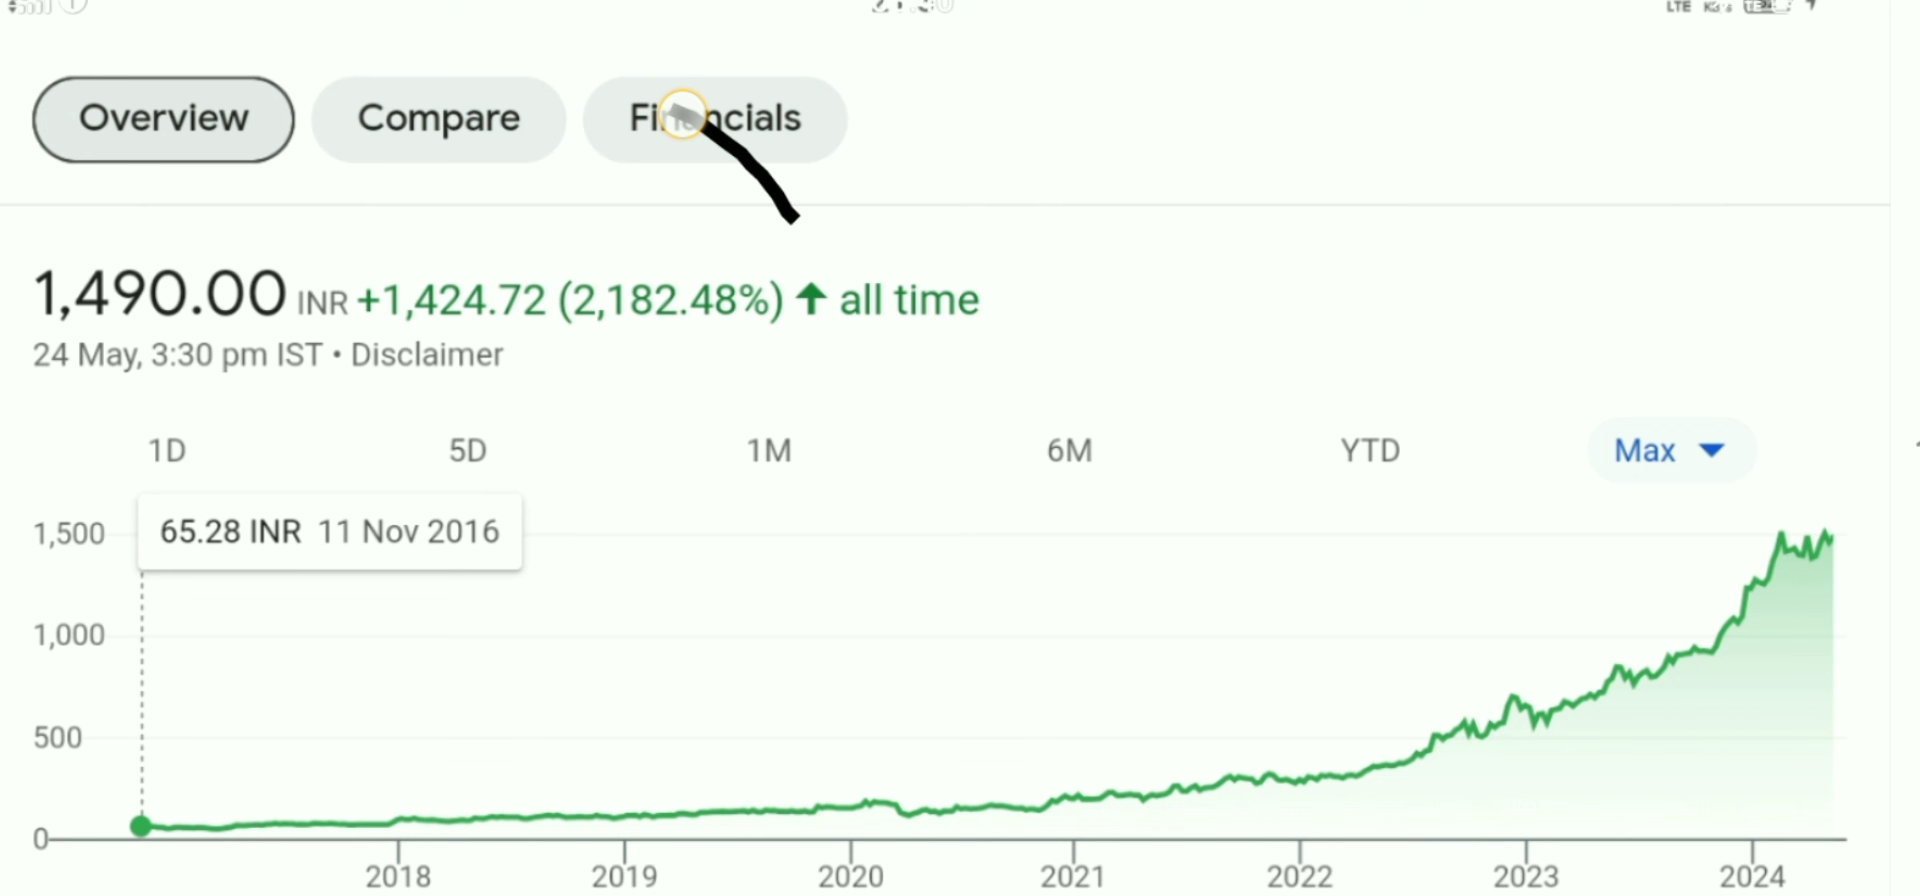 LTE
Overview Compare Financials
1,490.00 INR +1,424.72 (2,182.48%) all time
24 May, 3:30 pm IST • Disclaimer
1D 5D 1M 6M YTD Max
65.28 INR 11 Nov 2016
1,500
1,000
500
0
2018 2019 2020 2021 2022 2023 2024